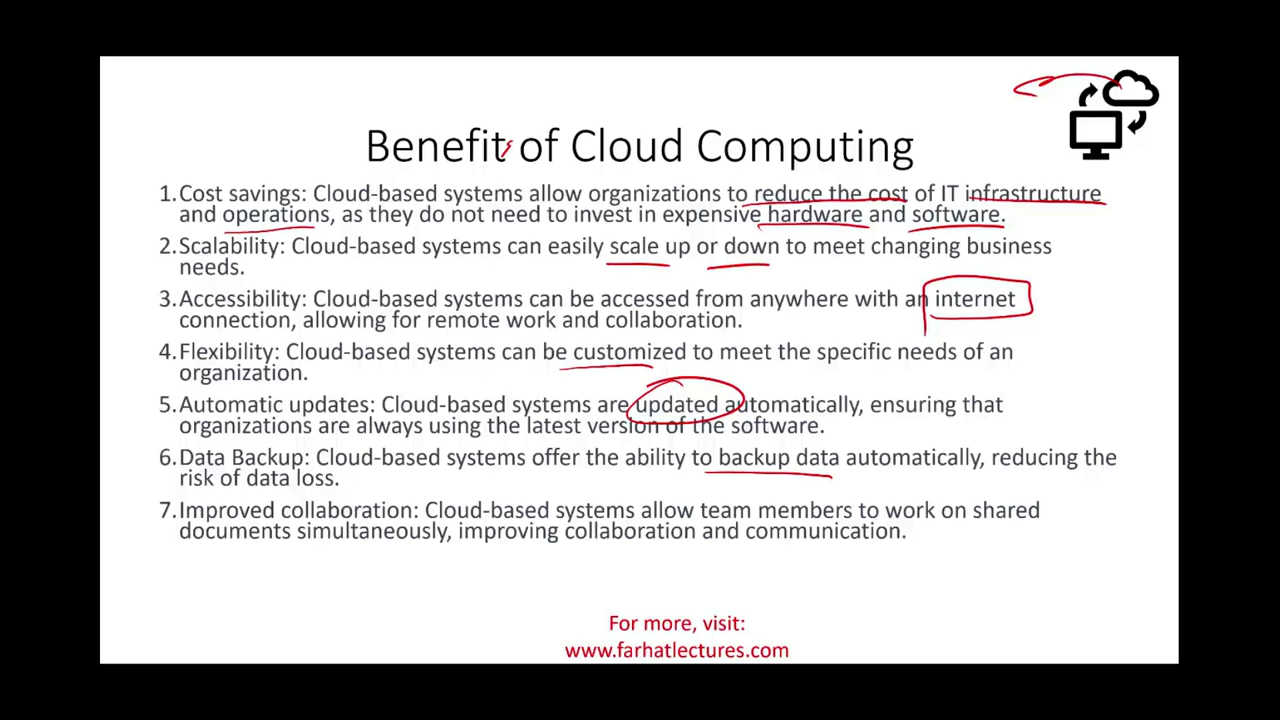 Benefit of Cloud Computing
1. Cost savings: Cloud-based systems allow organizations to reduce the cost of IT infrastructure
and operations, as they do not need to invest in expensive hardware and software.
2. Scalability: Cloud-based systems can easily scale up or down to meet changing business
needs.
3. Accessibility: Cloud-based systems can be accessed from anywhere with an internet
connection, allowing for remote work and collaboration.
4. Flexibility: Cloud-based systems can be customized to meet the specific needs of an
organization.
5. Automatic updates: Cloud-based systems are updated automatically, ensuring that
organizations are always using the latest version of the software.
6. Data Backup: Cloud-based systems offer the ability to backup data automatically, reducing the
risk of data loss.
7. Improved collaboration: Cloud-based systems allow team members to work on shared
documents simultaneously, improving collaboration and communication.
For more, visit:
www.farhatlectures.com